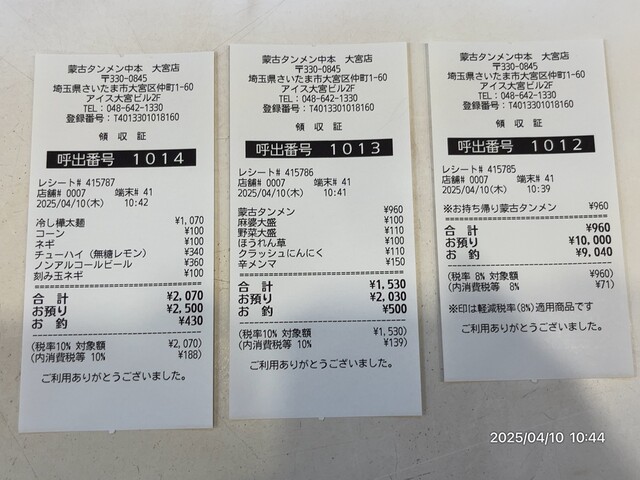 蒙古タンメン中本　大宮店
〒330-0845
埼玉県さいたま市大宮区仲町1-60
アイス大宮ビル2F
TEL：048-642-1330
登録番号：T4013301018160
領 収 証
呼出番号　１０１４
レシート# 415787
店舗# 0007　端末# 41
2025/04/10(木)　10:42
冷し樺太麺　¥1,070
コーン　¥100
ネギ　¥100
チューハイ（無糖レモン）　¥340
ノンアルコールビール　¥360
刻み玉ネギ　¥100
合　計　¥2,070
お預り　¥2,500
お　釣　¥430
(税率10% 対象額　¥2,070)
(内消費税等 10%　¥188)
ご利用ありがとうございました。
蒙古タンメン中本　大宮店
〒330-0845
埼玉県さいたま市大宮区仲町1-60
アイス大宮ビル2F
TEL：048-642-1330
登録番号：T4013301018160
領 収 証
呼出番号　１０１３
レシート# 415786
店舗# 0007　端末# 41
2025/04/10(木)　10:41
蒙古タンメン　¥960
麻婆大盛　¥100
野菜大盛　¥110
ほうれん草　¥100
クラッシュにんにく　¥110
辛メンマ　¥150
合　計　¥1,530
お預り　¥2,030
お　釣　¥500
(税率10% 対象額　¥1,530)
(内消費税等 10%　¥139)
ご利用ありがとうございました。
蒙古タンメン中本　大宮店
〒330-0845
埼玉県さいたま市大宮区仲町1-60
アイス大宮ビル2F
TEL：048-642-1330
登録番号：T4013301018160
領 収 証
呼出番号　１０１２
レシート# 415785
店舗# 0007　端末# 41
2025/04/10(木)　10:39
※お持ち帰り蒙古タンメン　¥960
合　計　¥960
お預り　¥10,000
お　釣　¥9,040
(税率 8% 対象額　¥960)
(内消費税等　8%　¥71)
※印は軽減税率(8%)適用商品です
ご利用ありがとうございました。
2025/04/10 10:44